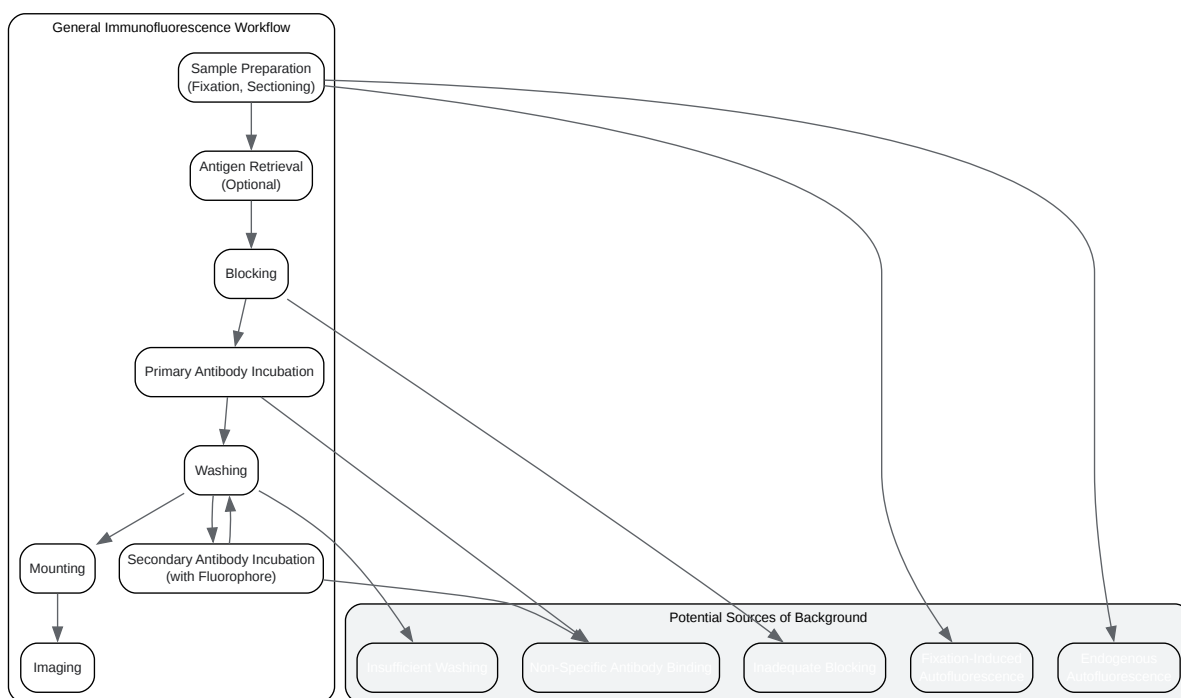 General Immunofluorescence Workflow
Sample Preparation
(Fixation, Sectioning)
Antigen Retrieval
(Optional)
Blocking
Primary Antibody Incubation
Washing
Mounting
Secondary Antibody Incubation
(with Fluorophore)
Imaging
Potential Sources of Background
Insufficient Washing
Non-Specific Antibody Binding
Inadequate Blocking
Fixation-Induced
Autofluorescence
Endogenous
Autofluorescence